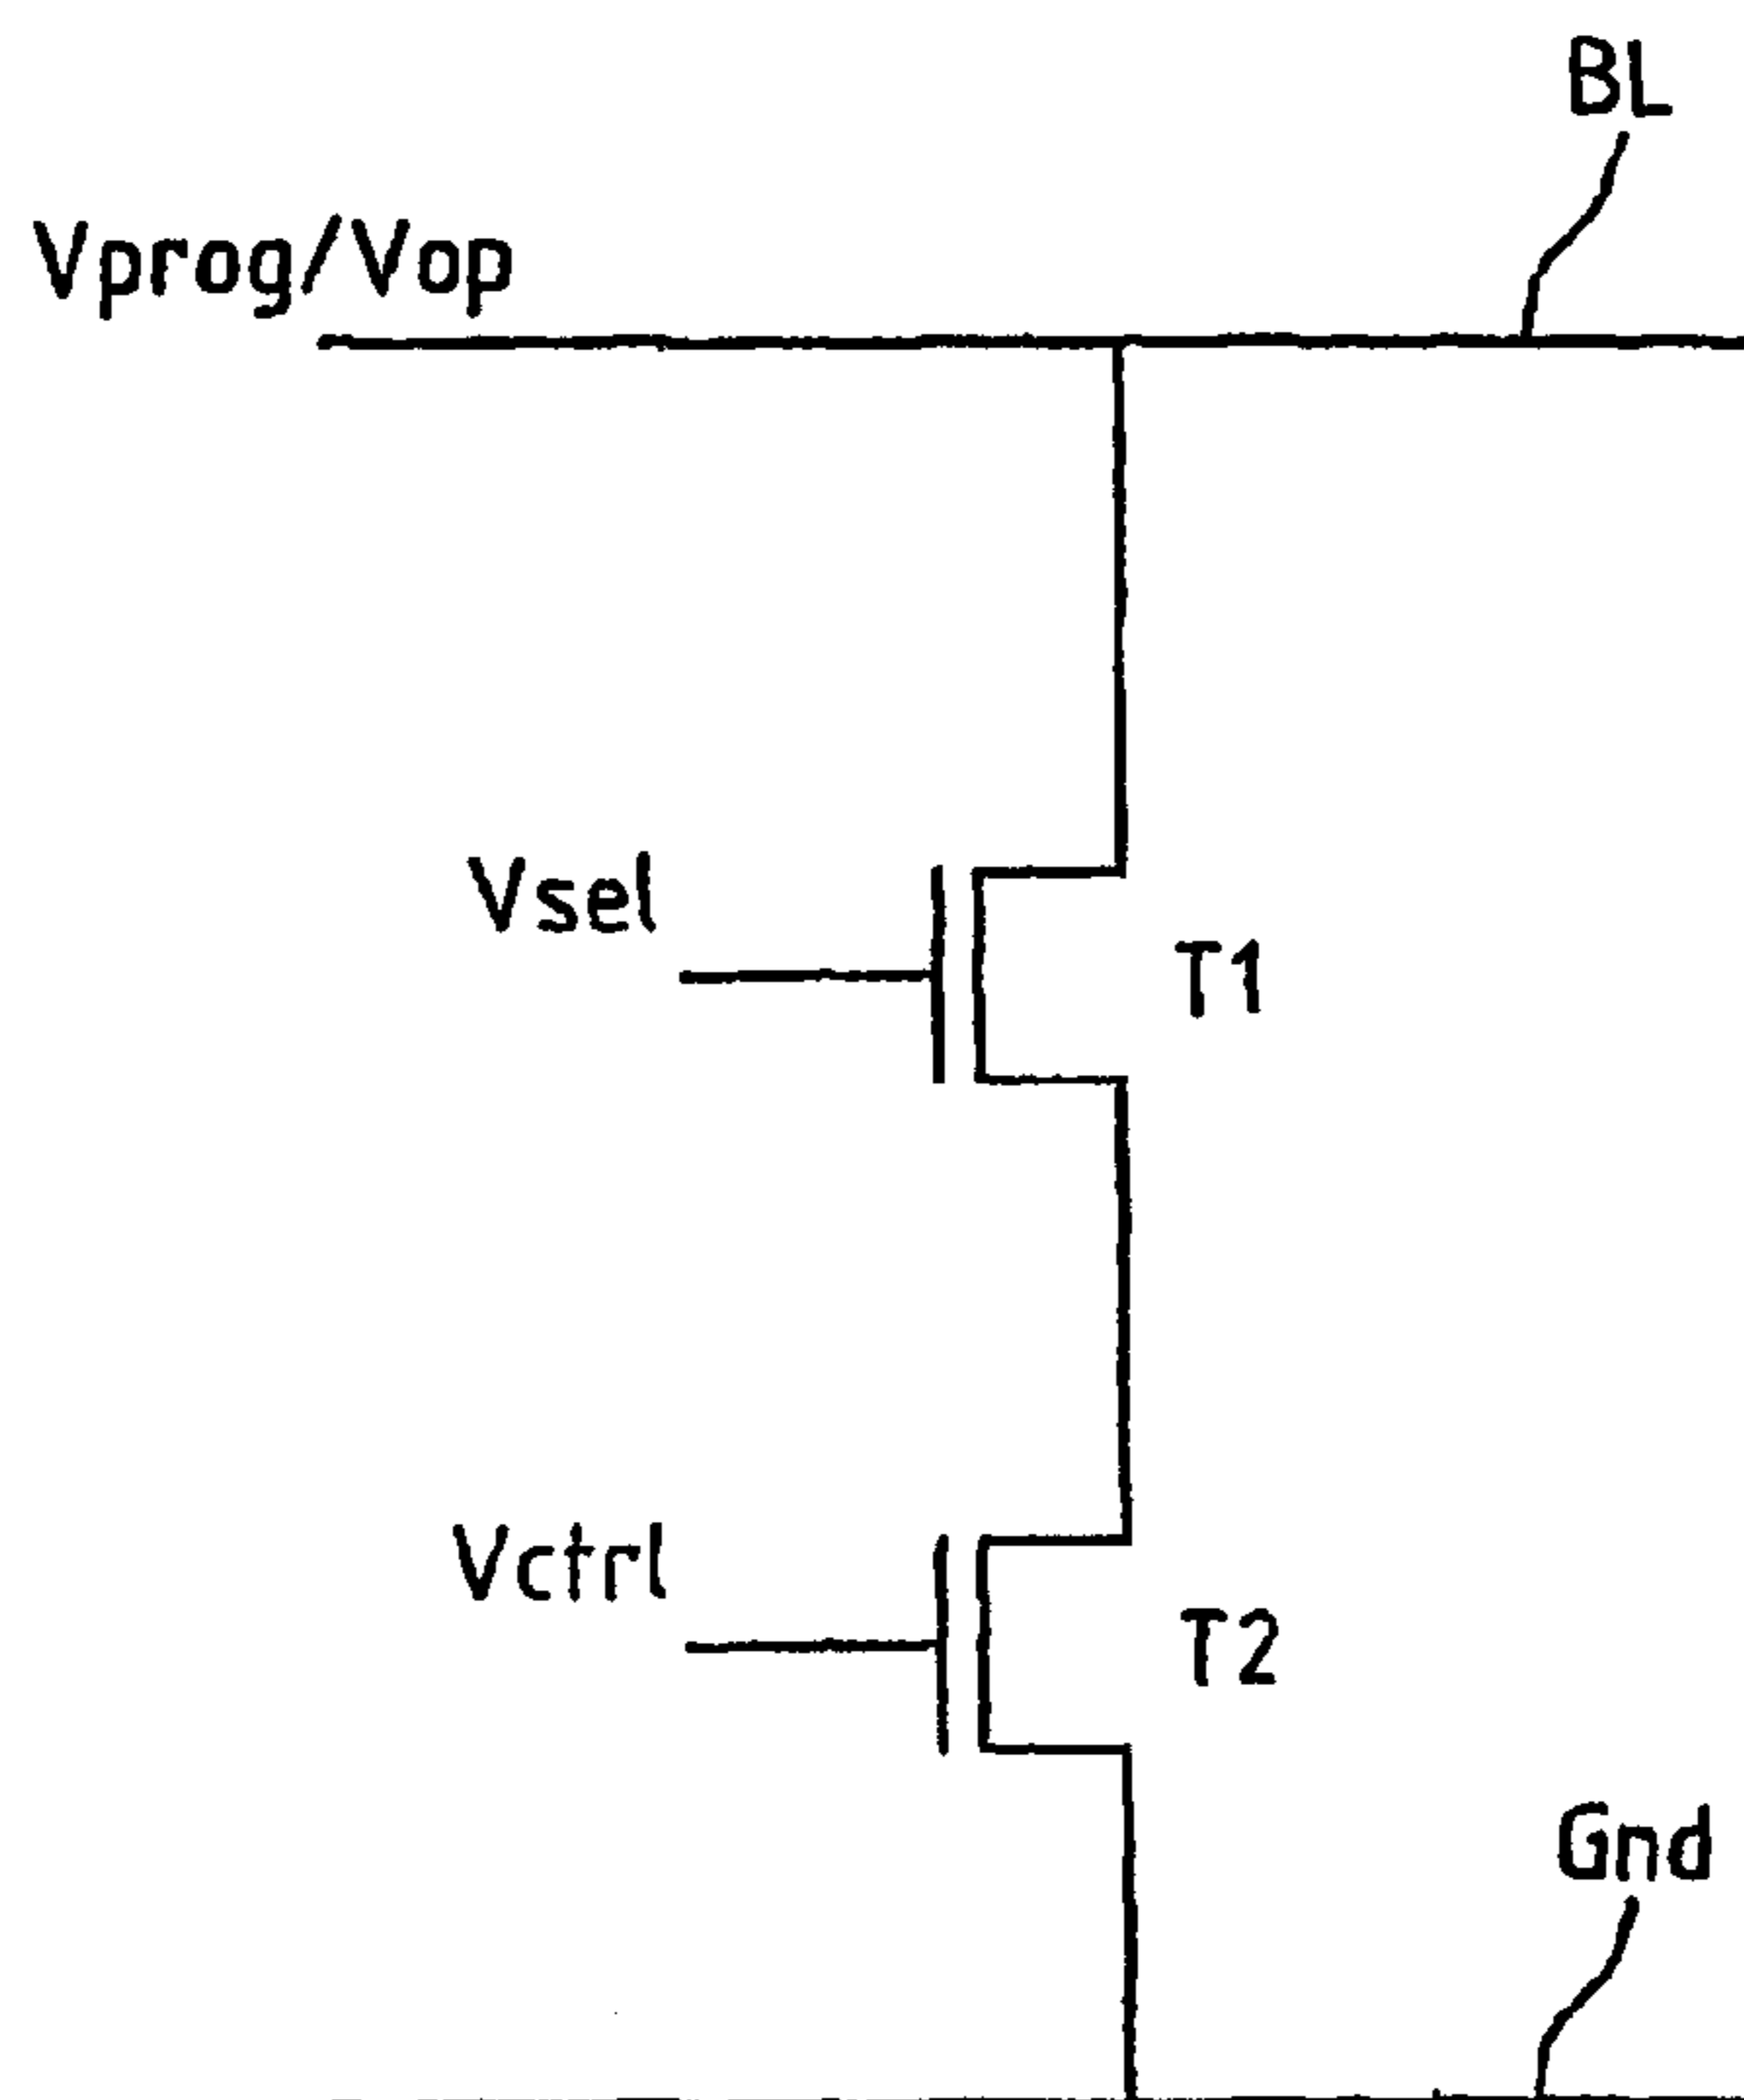 BL
Vprog/Vop
Vsel
T1
Vctrl
T2
Gnd